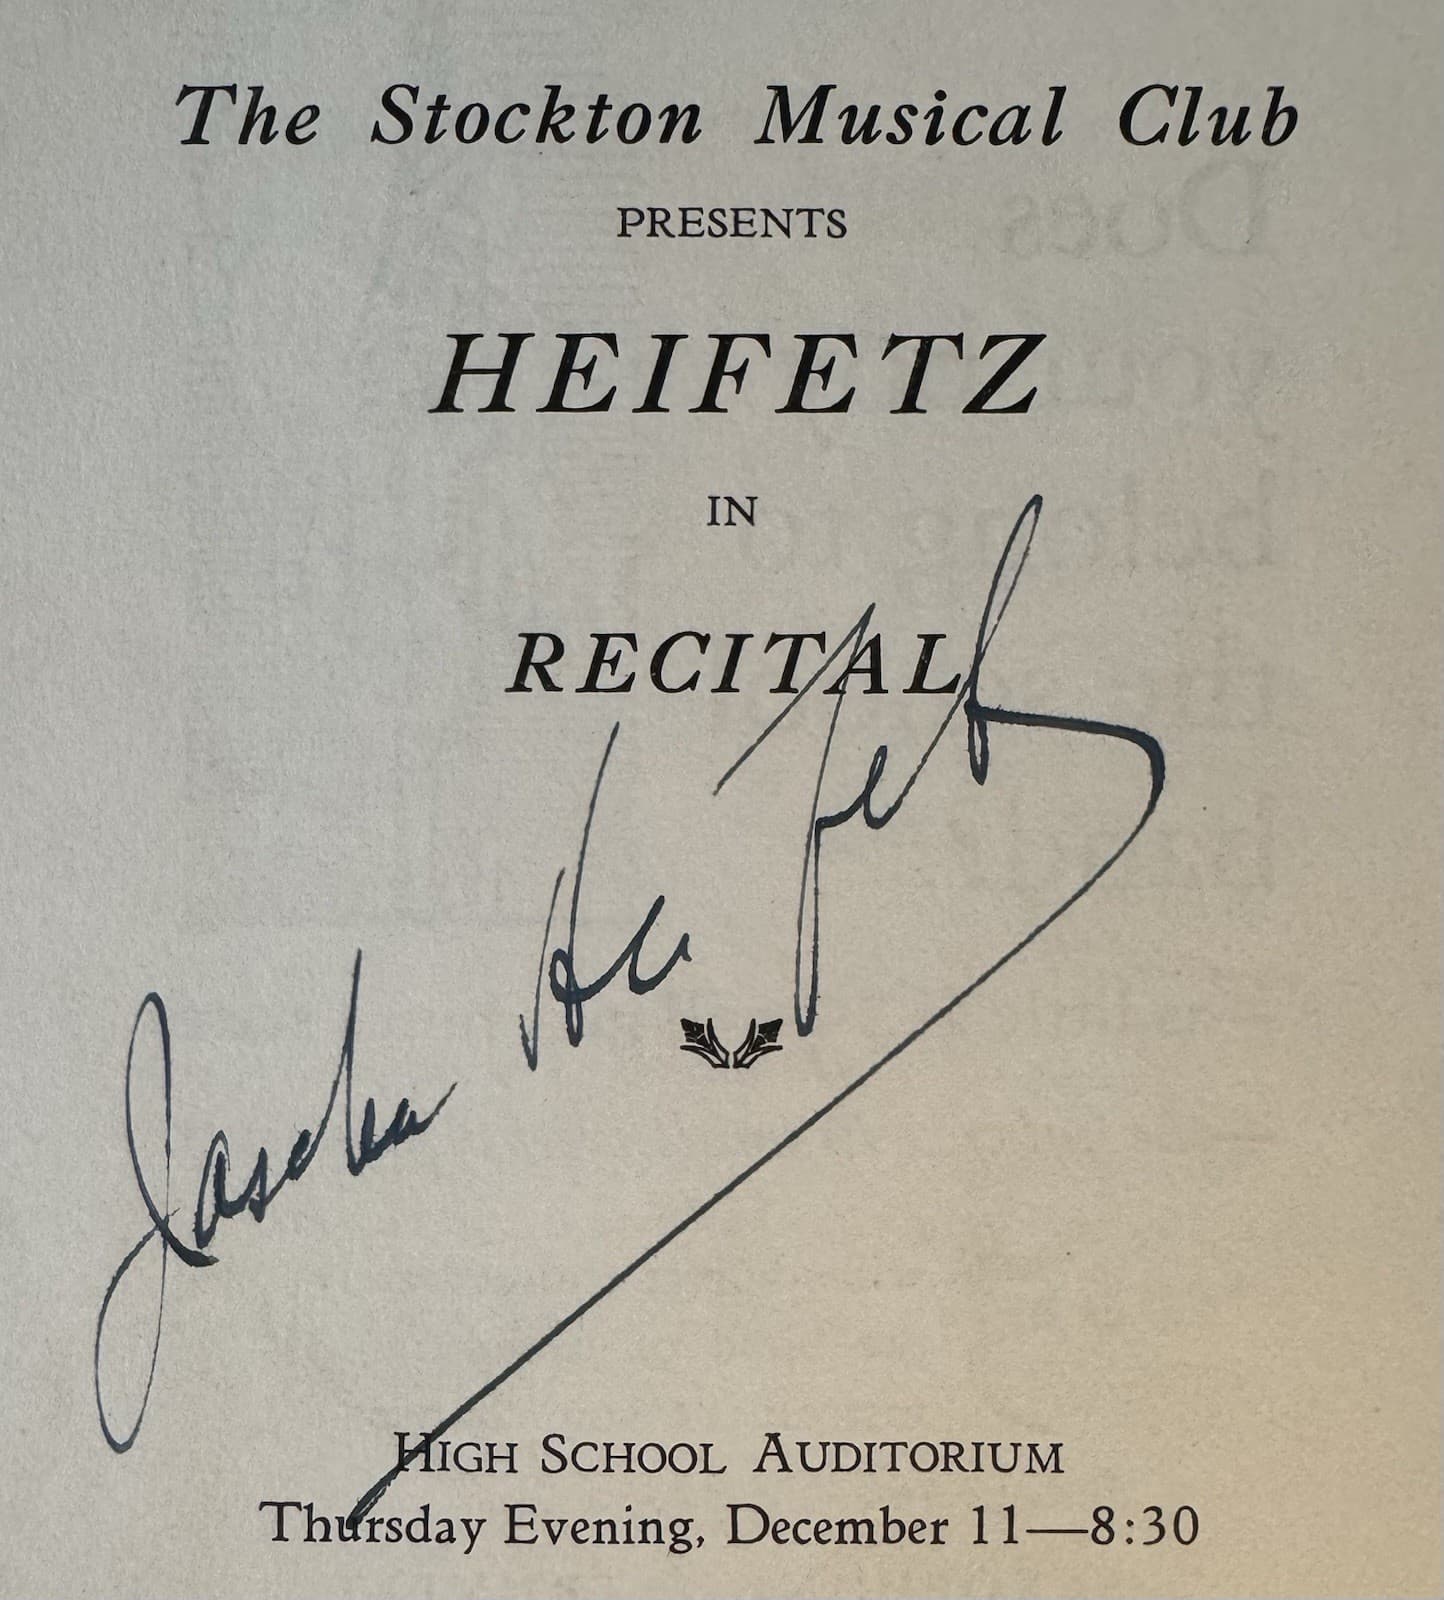 The Stockton Musical Club
PRESENTS
HEIFETZ
IN
RECITAL
Jascha Heifetz
HIGH SCHOOL AUDITORIUM
Thursday Evening, December 11—8:30